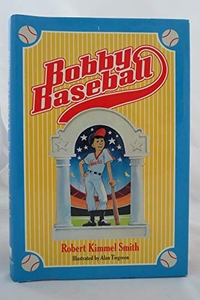 Bobby
Baseball
Robert Kimmel Smith
Illustrated by Alan Tiegreen